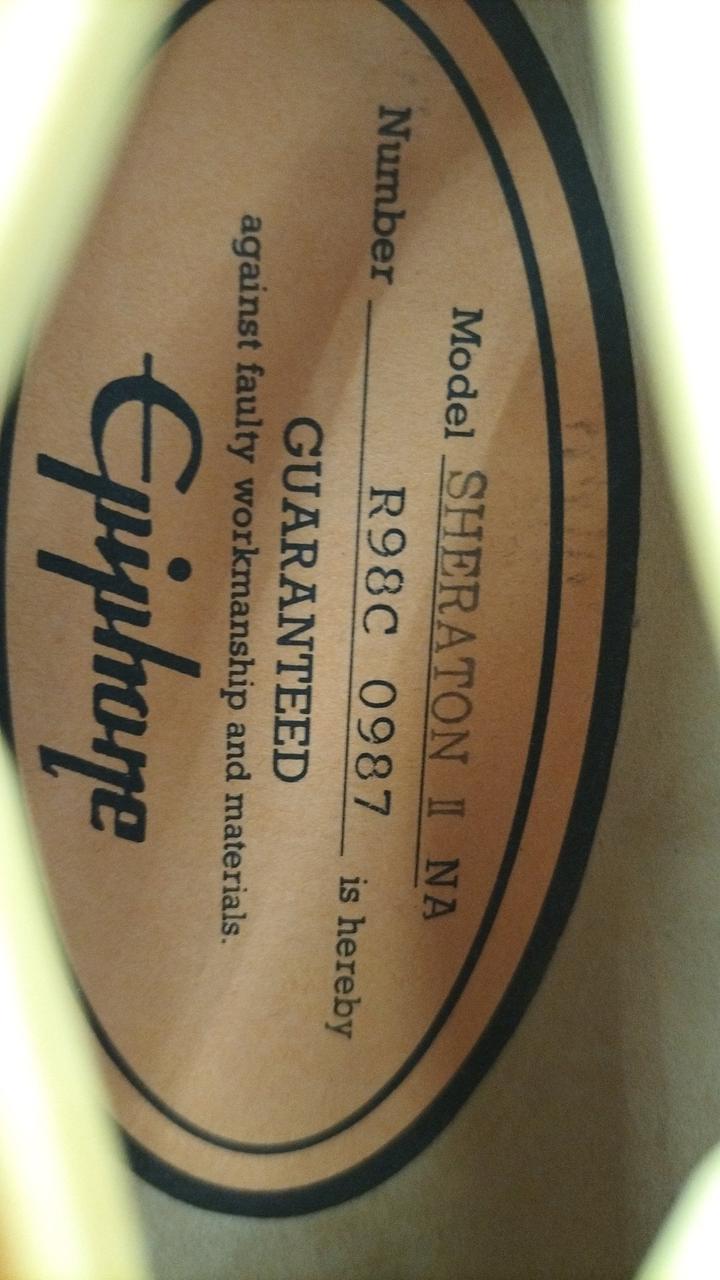 Model SHERATON II NA
Number R98C 0987 is hereby
GUARANTEED
against faulty workmanship and materials.
Epiphone